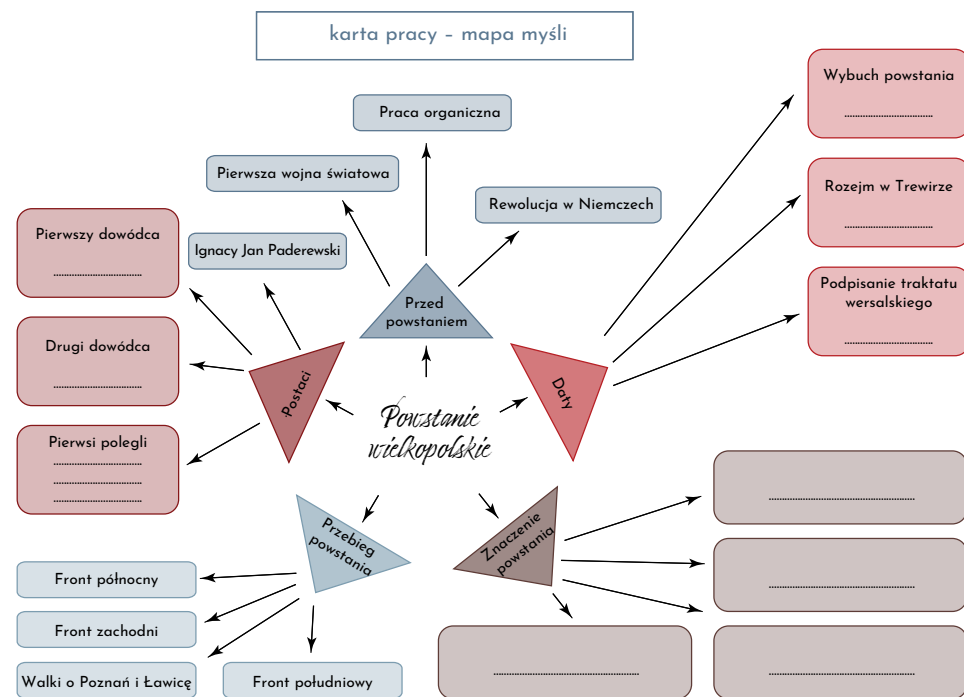 karta pracy – mapa myśli
Praca organiczna
Pierwsza wojna światowa
Rewolucja w Niemczech
Ignacy Jan Paderewski
Przed
powstaniem
Wybuch powstania
................................
Rozejm w Trewirze
................................
Podpisanie traktatu
wersalskiego
................................
Daty
Pierwszy dowódca
................................
Drugi dowódca
................................
Pierwsi polegli
................................
................................
................................
Postaci
Powstanie
wielkopolskie
Przebieg
powstania
Front północny
Front zachodni
Walki o Poznań i Ławicę
Front południowy
Znaczenie
powstania
.....................................................
.....................................................
.....................................................
.....................................................